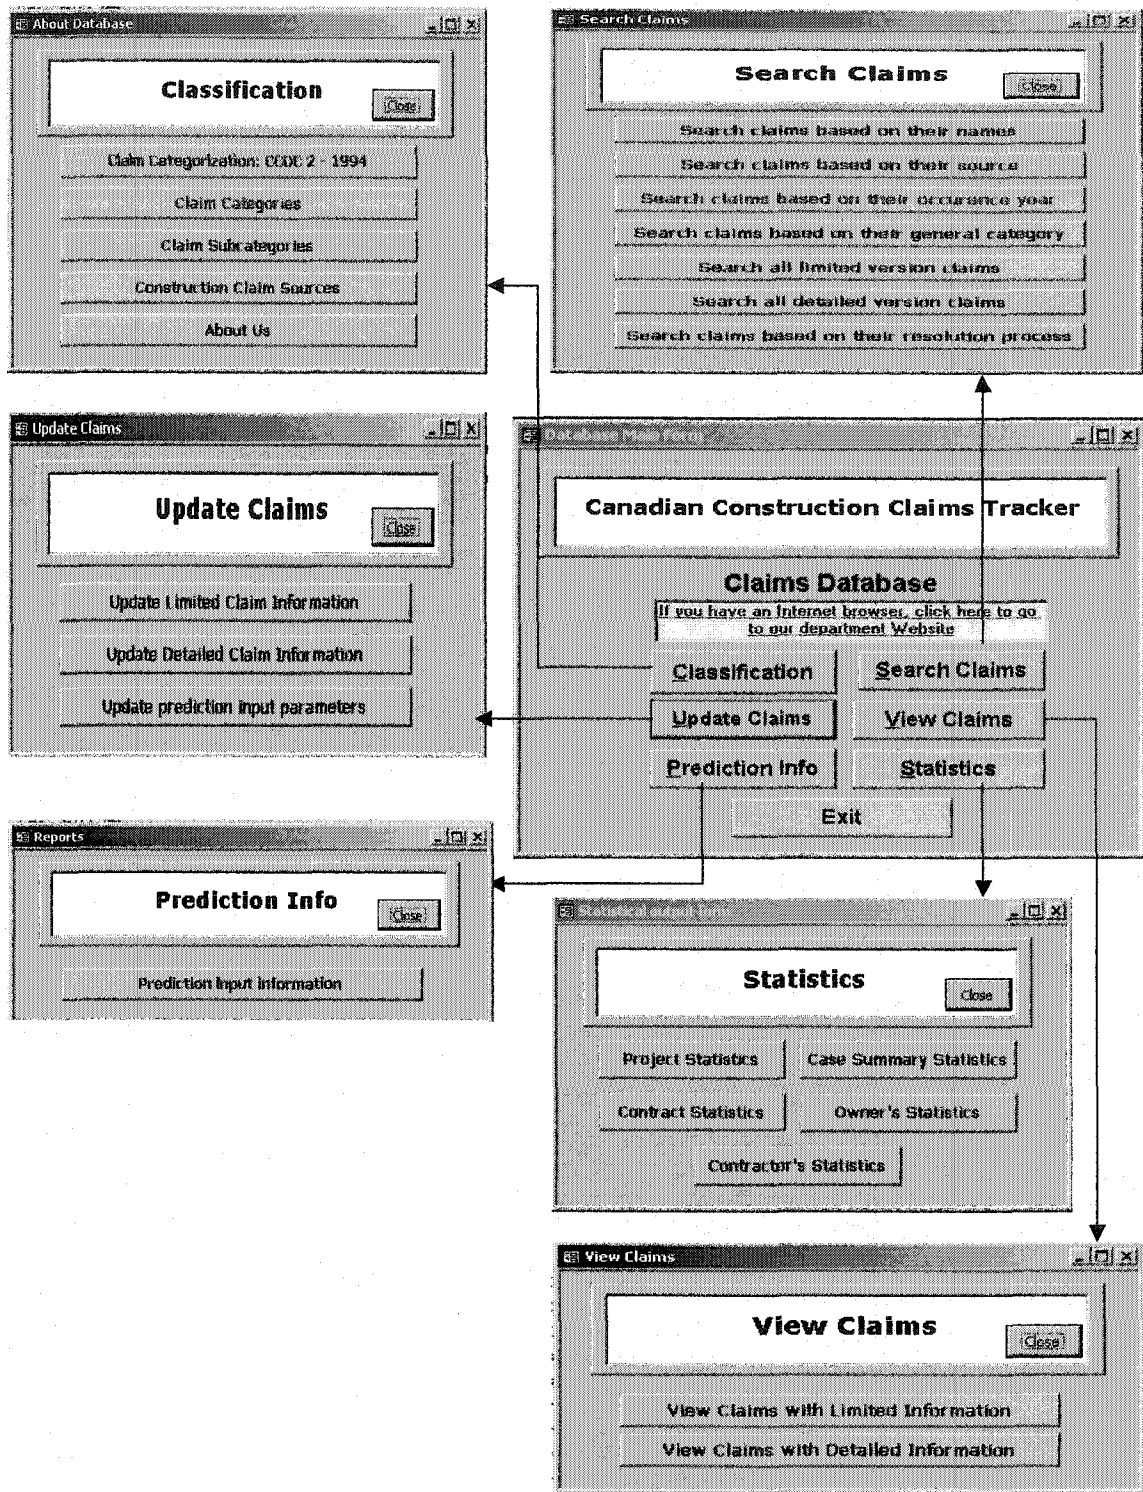 About Database
Classification
Close
Claim Categorization: CCDC 2 - 1994
Claim Categories
Claim Subcategories
Construction Claim Sources
About Us
Search Claims
Search Claims
Close
Search claims based on their names
Search claims based on their source
Search claims based on their occurance year
Search claims based on their general category
Search all limited version claims
Search all detailed version claims
Search claims based on their resolution process
Update Claims
Update Claims
Close
Update Limited Claim Information
Update Detailed Claim Information
Update prediction input parameters
Database Main Form
Canadian Construction Claims Tracker
Claims Database
If you have an Internet browser, click here to go
to our department Website
Classification
Search Claims
Update Claims
View Claims
Prediction Info
Statistics
Exit
Reports
Prediction Info
Close
Prediction Input Information
Statistical output form
Statistics
Close
Project Statistics
Case Summary Statistics
Contract Statistics
Owner's Statistics
Contractor's Statistics
View Claims
View Claims
Close
View Claims with Limited Information
View Claims with Detailed Information